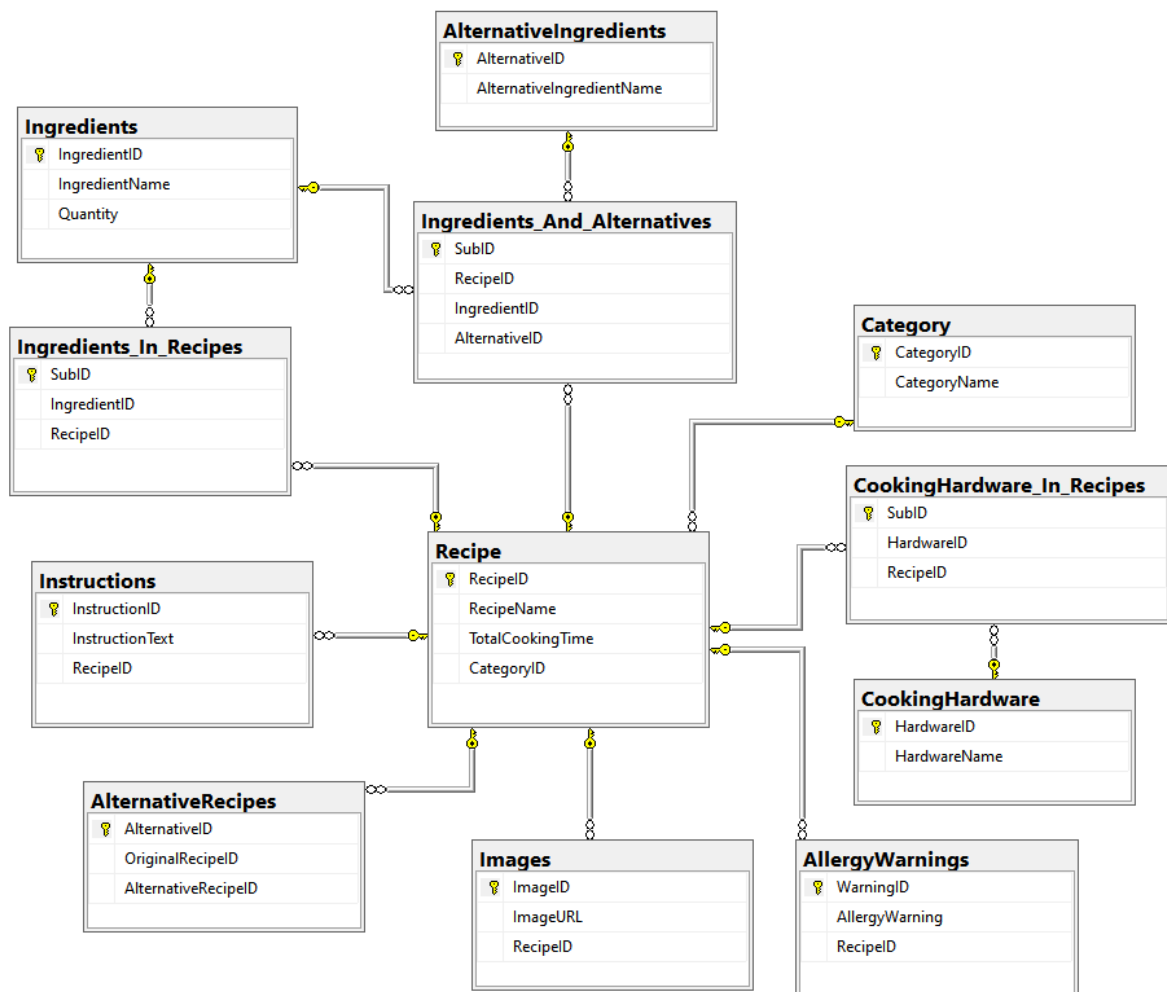 AlternativeIngredients
AlternativeID
AlternativeIngredientName
Ingredients
IngredientID
IngredientName
Quantity
Ingredients_And_Alternatives
SubID
RecipeID
IngredientID
AlternativeID
Ingredients_In_Recipes
SubID
IngredientID
RecipeID
Category
CategoryID
CategoryName
CookingHardware_In_Recipes
SubID
HardwareID
RecipeID
Recipe
RecipeID
RecipeName
TotalCookingTime
CategoryID
Instructions
InstructionID
InstructionText
RecipeID
CookingHardware
HardwareID
HardwareName
AlternativeRecipes
AlternativeID
OriginalRecipeID
AlternativeRecipeID
Images
ImageID
ImageURL
RecipeID
AllergyWarnings
WarningID
AllergyWarning
RecipeID